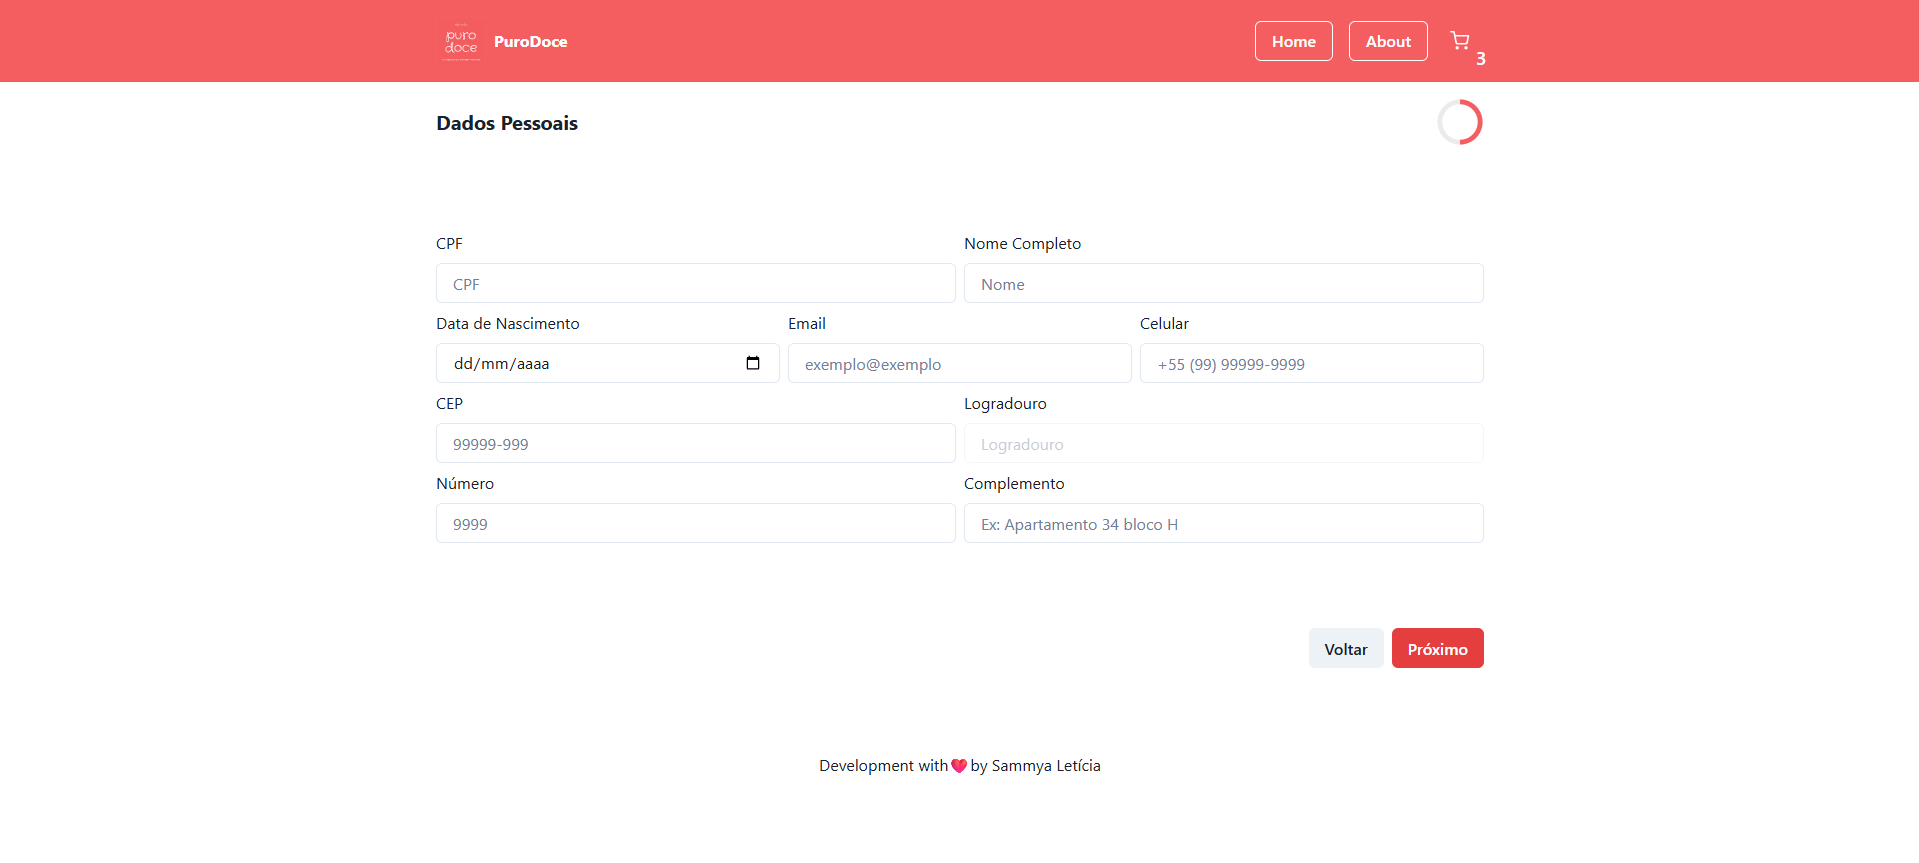 puro
doce
PuroDoce
Home
About
3
Dados Pessoais
CPF
Nome Completo
CPF
Nome
Data de Nascimento
Email
Celular
dd/mm/aaaa
exemplo@exemplo
+55 (99) 99999-9999
CEP
Logradouro
99999-999
Logradouro
Número
Complemento
9999
Ex: Apartamento 34 bloco H
Voltar
Próximo
Development with❤️by Sammya Letícia